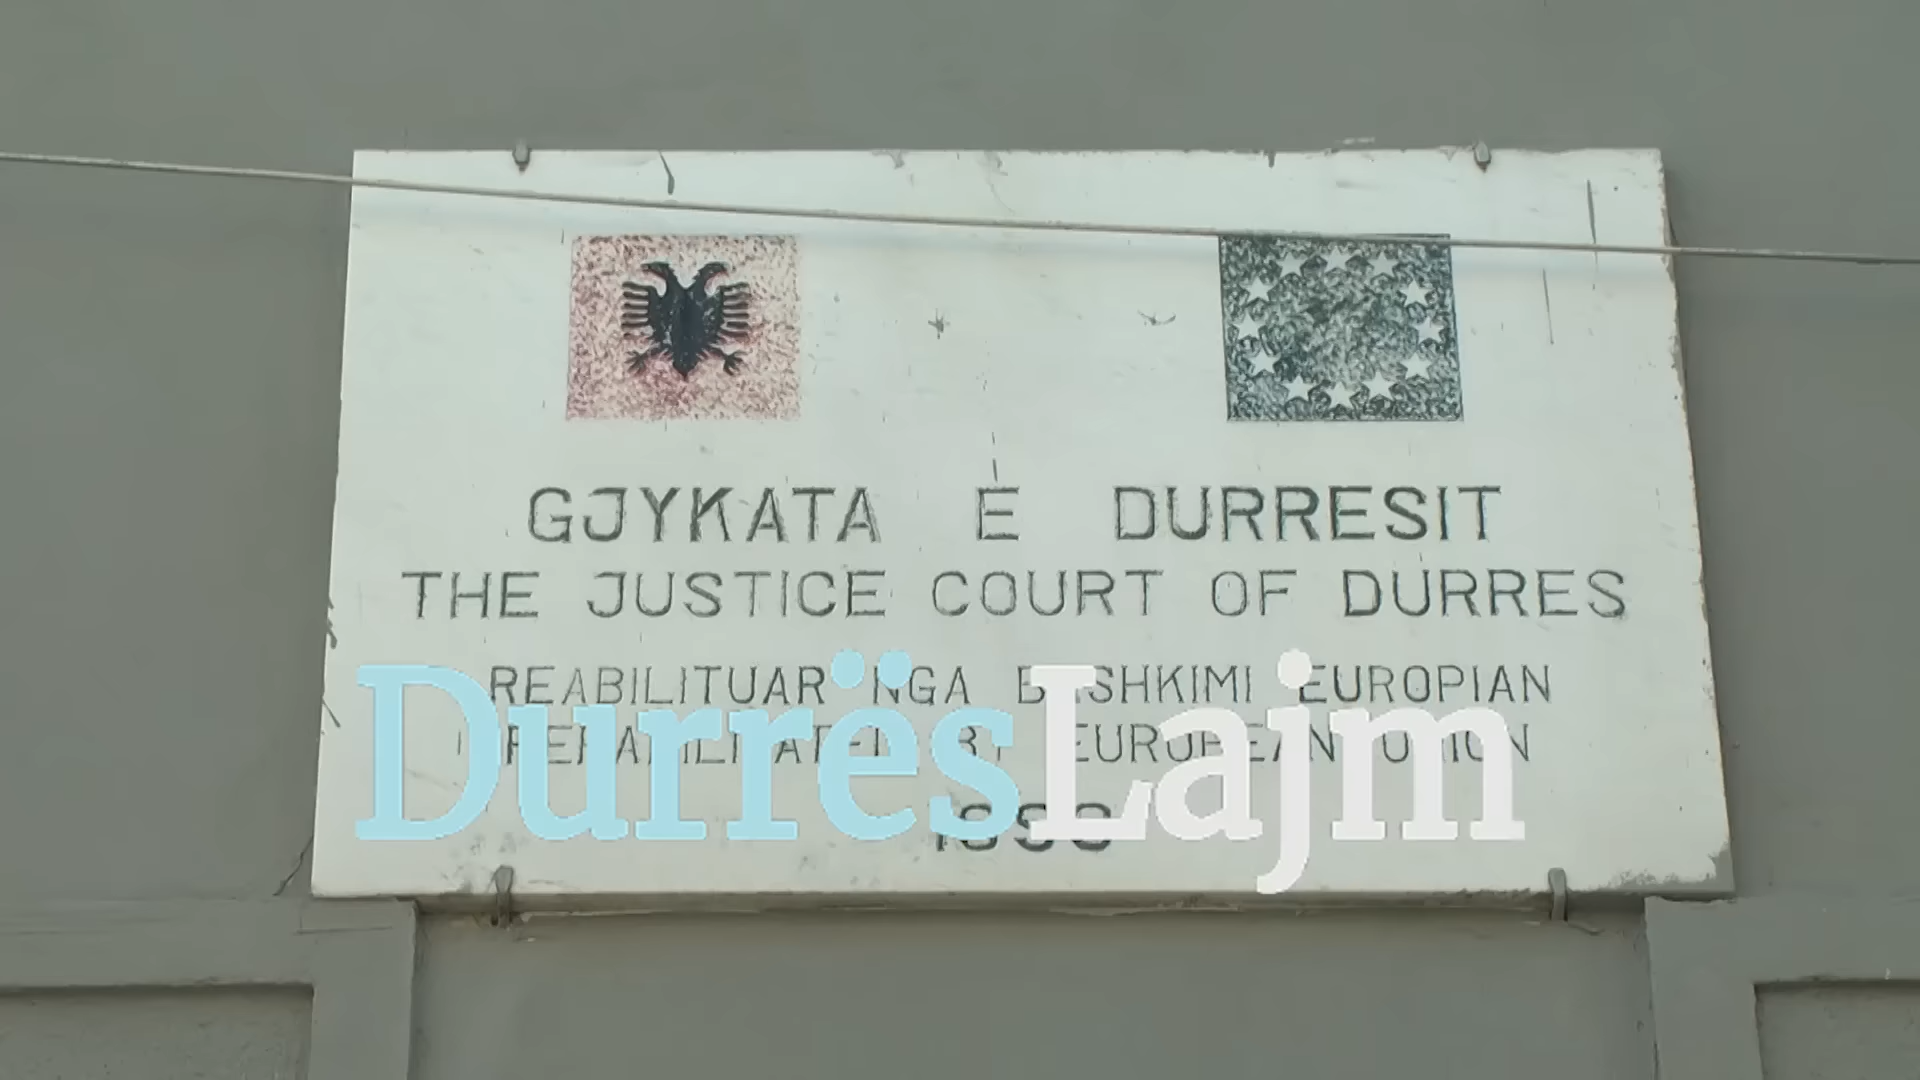 GJYKATA E DURRESIT
THE JUSTICE COURT OF DURRES
REABILITUAR NGA BASHKIMI EUROPIAN
REHABILITATED BY EUROPEAN UNION
DurrësLajm